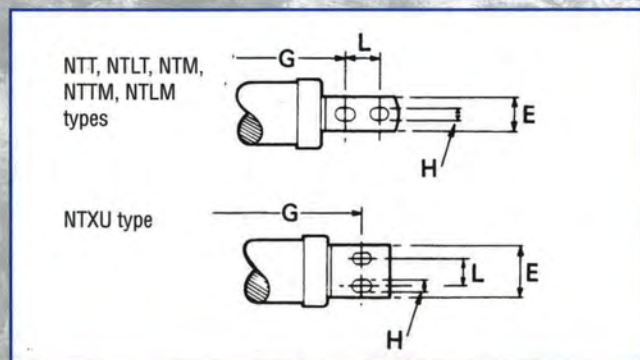 NTT, NTLT, NTM,
NTTM, NTLM
types
G
L
E
H
NTXU type
G
L
E
H